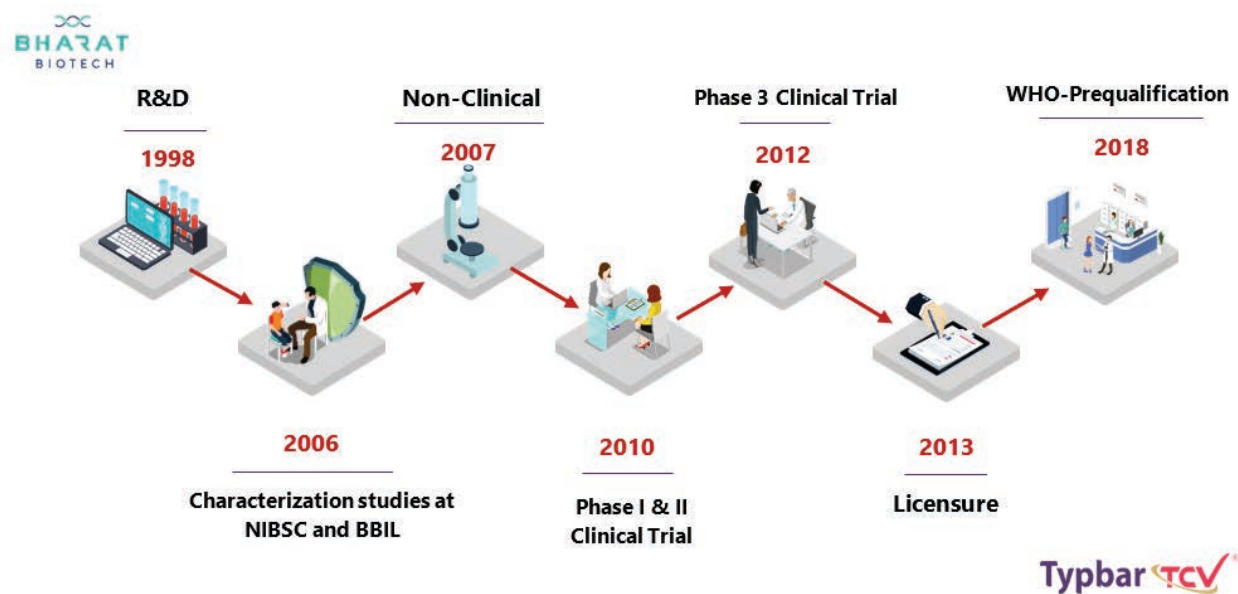 BHARAT
BIOTECH
R&D
1998
Non-Clinical
2007
Phase 3 Clinical Trial
2012
WHO-Prequalification
2018
2006
Characterization studies at
NIBSC and BBIL
2010
Phase I & II
Clinical Trial
2013
Licensure
Typbar TCV®